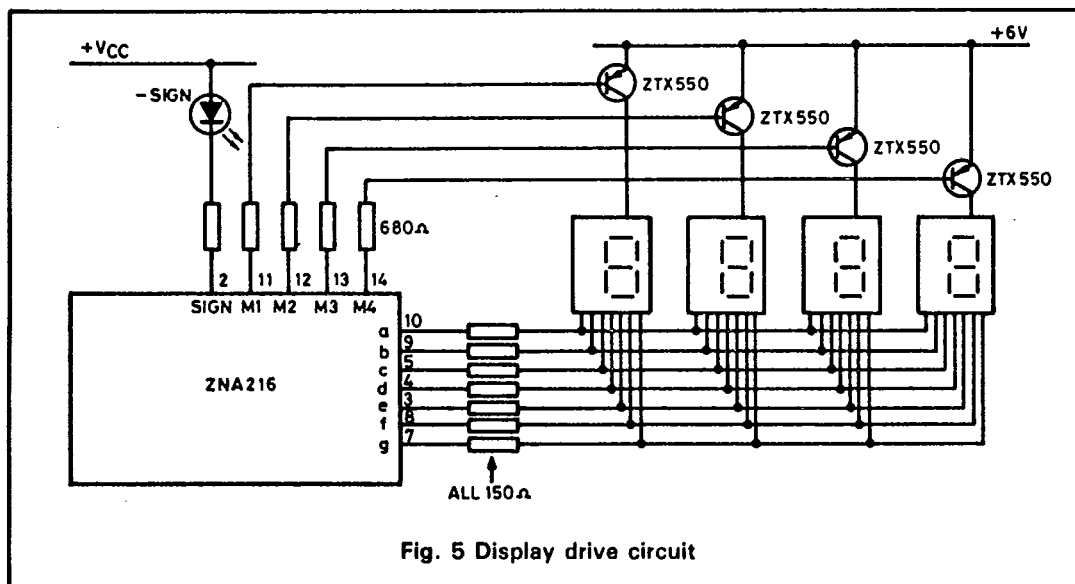 +VCC
+6V
-SIGN
ZTX550
ZTX550
ZTX550
ZTX550
680Ω
2 11 12 13 14
SIGN M1 M2 M3 M4
ZNA216
a 10
b 9
c 5
d 4
e 3
f 8
g 7
ALL 150Ω
Fig. 5 Display drive circuit